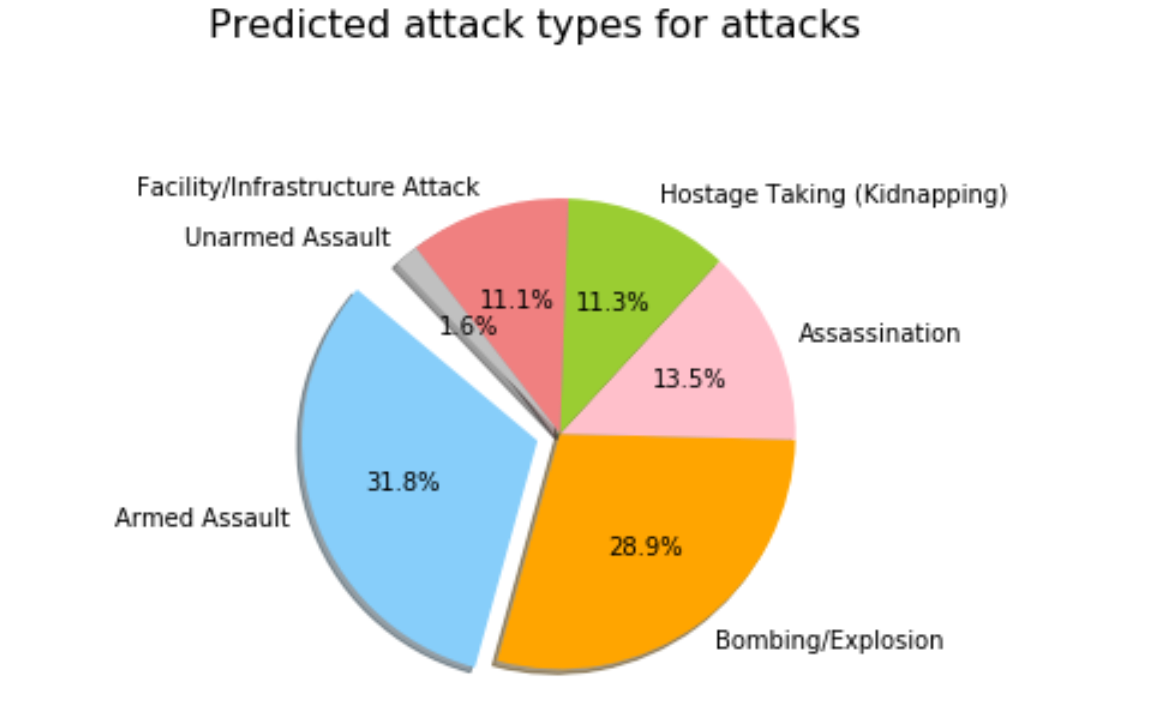 Predicted attack types for attacks
Facility/Infrastructure Attack
Hostage Taking (Kidnapping)
Unarmed Assault
11.1%
11.3%
1.6%
Assassination
13.5%
31.8%
Armed Assault
28.9%
Bombing/Explosion